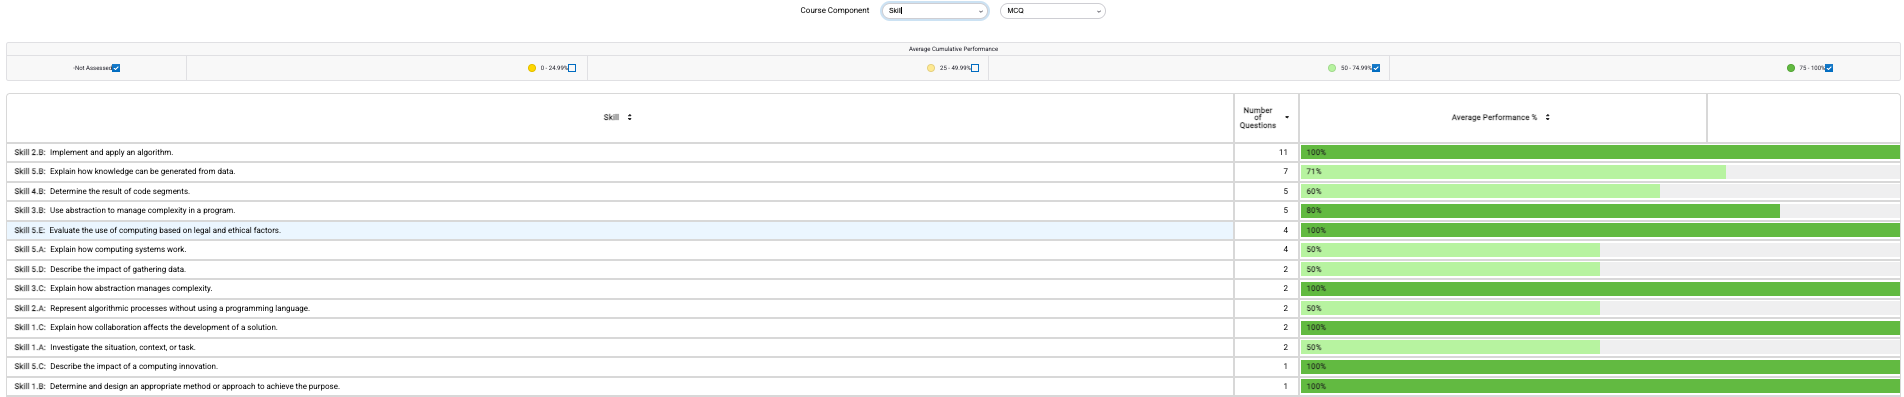 Course Component Skill MCQ
Average Cumulative Performance
-Not Assessed 0 - 24.99% 25 - 49.99% 50 - 74.99% 75 - 100%
Skill Number of Questions Average Performance %
Skill 2.B: Implement and apply an algorithm. 11 100%
Skill 5.B: Explain how knowledge can be generated from data. 7 71%
Skill 4.B: Determine the result of code segments. 5 60%
Skill 3.B: Use abstraction to manage complexity in a program. 5 80%
Skill 5.E: Evaluate the use of computing based on legal and ethical factors. 4 100%
Skill 5.A: Explain how computing systems work. 4 50%
Skill 5.D: Describe the impact of gathering data. 2 50%
Skill 3.C: Explain how abstraction manages complexity. 2 100%
Skill 2.A: Represent algorithmic processes without using a programming language. 2 50%
Skill 1.C: Explain how collaboration affects the development of a solution. 2 100%
Skill 1.A: Investigate the situation, context, or task. 2 50%
Skill 5.C: Describe the impact of a computing innovation. 1 100%
Skill 1.B: Determine and design an appropriate method or approach to achieve the purpose. 1 100%